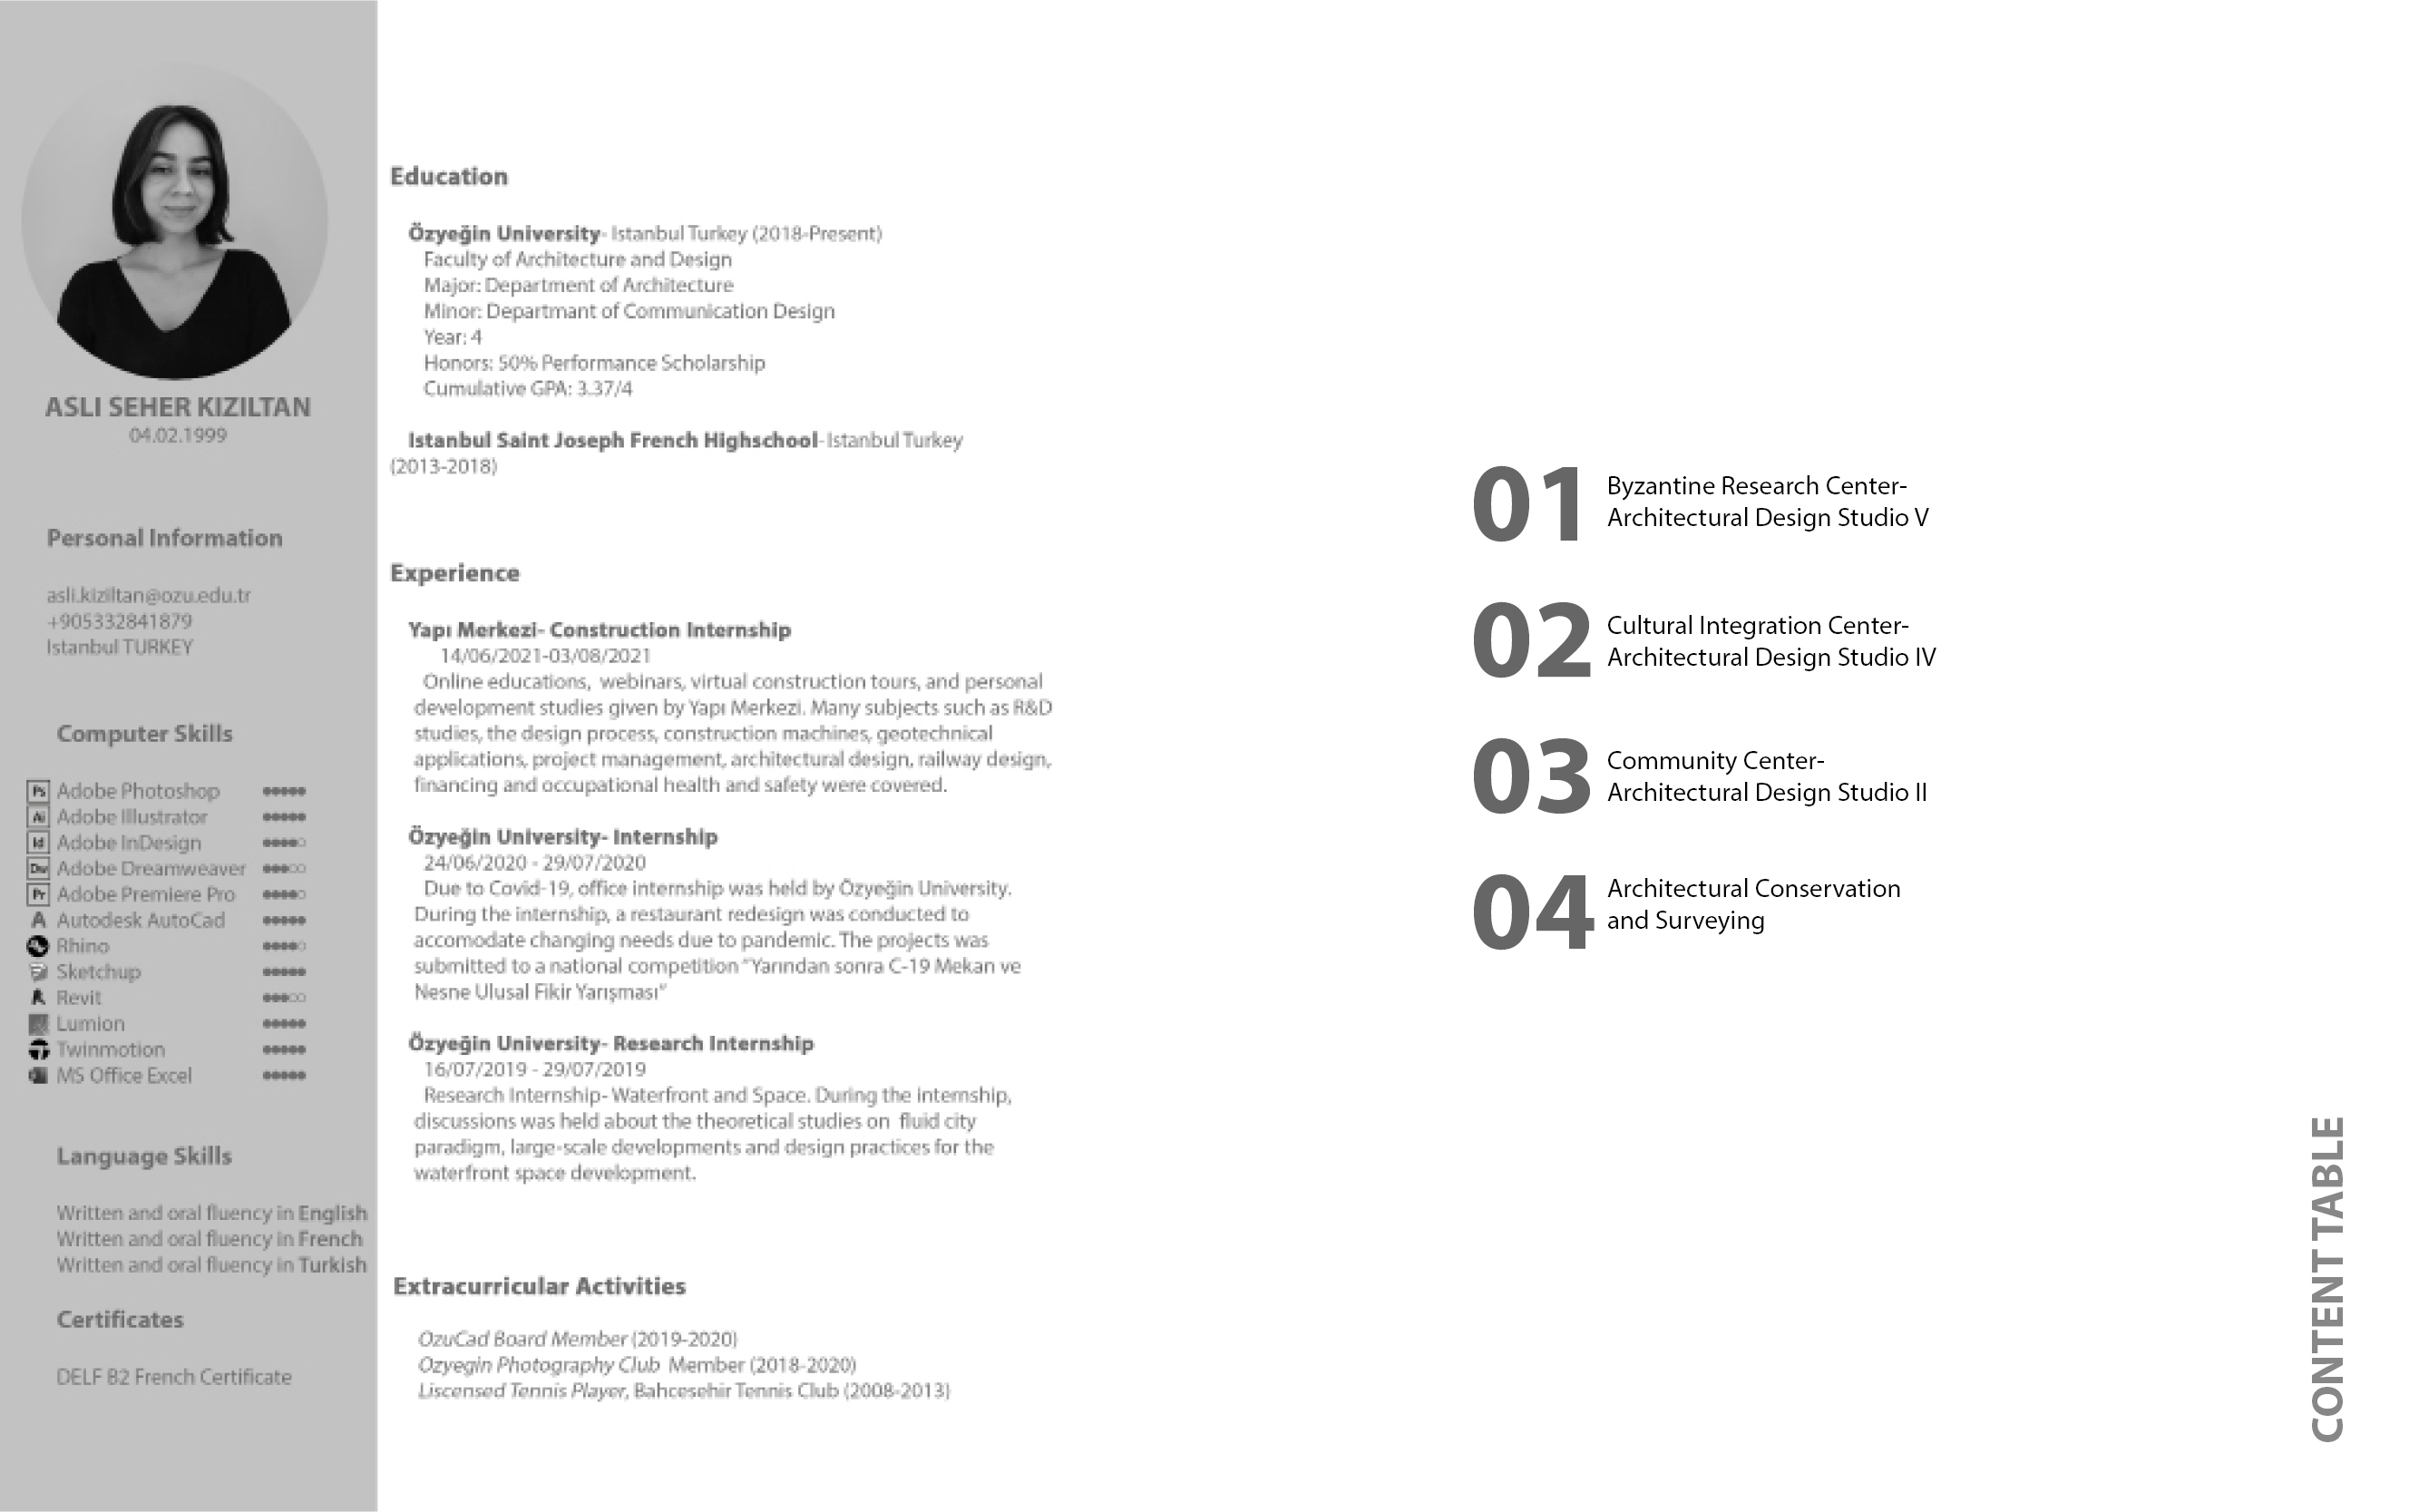 ASLI SEHER KIZILTAN
04.02.1999
Personal Information
asli.kiziltan@ozu.edu.tr
+905332841879
Istanbul TURKEY
Computer Skills
Ps Adobe Photoshop
Ai Adobe Illustrator
Id Adobe InDesign
Dw Adobe Dreamweaver
Pr Adobe Premiere Pro
Autodesk AutoCad
Rhino
Sketchup
Revit
Lumion
Twinmotion
MS Office Excel
Language Skills
Written and oral fluency in English
Written and oral fluency in French
Written and oral fluency in Turkish
Certificates
DELF B2 French Certificate
Education
Özyeğin University- Istanbul Turkey (2018-Present)
Faculty of Architecture and Design
Major: Department of Architecture
Minor: Departmant of Communication Design
Year: 4
Honors: 50% Performance Scholarship
Cumulative GPA: 3.37/4
Istanbul Saint Joseph French Highschool- Istanbul Turkey
(2013-2018)
Experience
Yapı Merkezi- Construction Internship
14/06/2021-03/08/2021
Online educations, webinars, virtual construction tours, and personal
development studies given by Yapı Merkezi. Many subjects such as R&D
studies, the design process, construction machines, geotechnical
applications, project management, architectural design, railway design,
financing and occupational health and safety were covered.
Özyeğin University- Internship
24/06/2020 - 29/07/2020
Due to Covid-19, office internship was held by Özyeğin University.
During the internship, a restaurant redesign was conducted to
accomodate changing needs due to pandemic. The projects was
submitted to a national competition "Yarından sonra C-19 Mekan ve
Nesne Ulusal Fikir Yarışması"
Özyeğin University- Research Internship
16/07/2019 - 29/07/2019
Research Internship- Waterfront and Space. During the internship,
discussions was held about the theoretical studies on fluid city
paradigm, large-scale developments and design practices for the
waterfront space development.
Extracurricular Activities
OzuCad Board Member (2019-2020)
Ozyegin Photography Club Member (2018-2020)
Liscensed Tennis Player, Bahcesehir Tennis Club (2008-2013)
01 Byzantine Research Center-
Architectural Design Studio V
02 Cultural Integration Center-
Architectural Design Studio IV
03 Community Center-
Architectural Design Studio II
04 Architectural Conservation
and Surveying
CONTENT TABLE